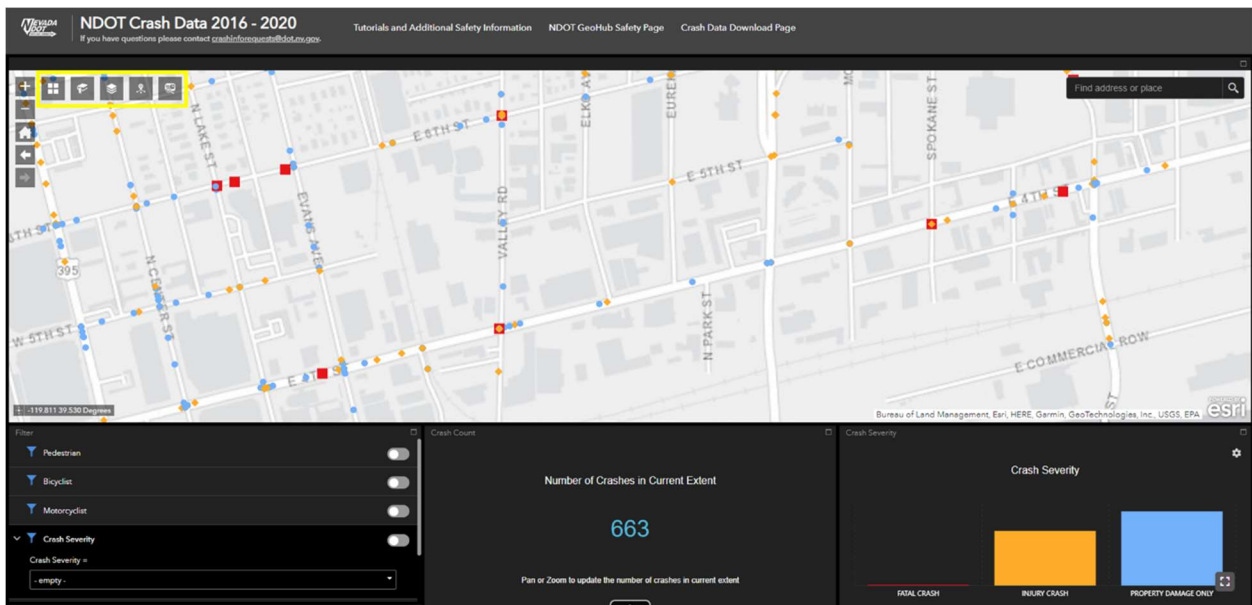 NEVADA
DOT
NDOT Crash Data 2016 - 2020
If you have questions please contact crashinforequests@dot.nv.gov.
Tutorials and Additional Safety Information
NDOT GeoHub Safety Page
Crash Data Download Page
Find address or place
N LAKE ST
E 6TH ST
ELKO AV
EUREK
MO
SPOKANE ST
E 5TH ST
E 4TH ST
EVANS AVE
VALLEY RD
395
N CENTER ST
W 5TH ST
N PARK ST
E COMMERCIAL ROW
ST
E 4TH ST
-119.811 39.530 Degrees
Bureau of Land Management, Esri, HERE, Garmin, GeoTechnologies, Inc., USGS, EPA
POWERED BY
esri
Filter
Pedestrian
Bicyclist
Motorcyclist
Crash Severity
Crash Severity =
- empty -
Crash Count
Number of Crashes in Current Extent
663
Pan or Zoom to update the number of crashes in current extent
Crash Severity
Crash Severity
FATAL CRASH
INJURY CRASH
PROPERTY DAMAGE ONLY